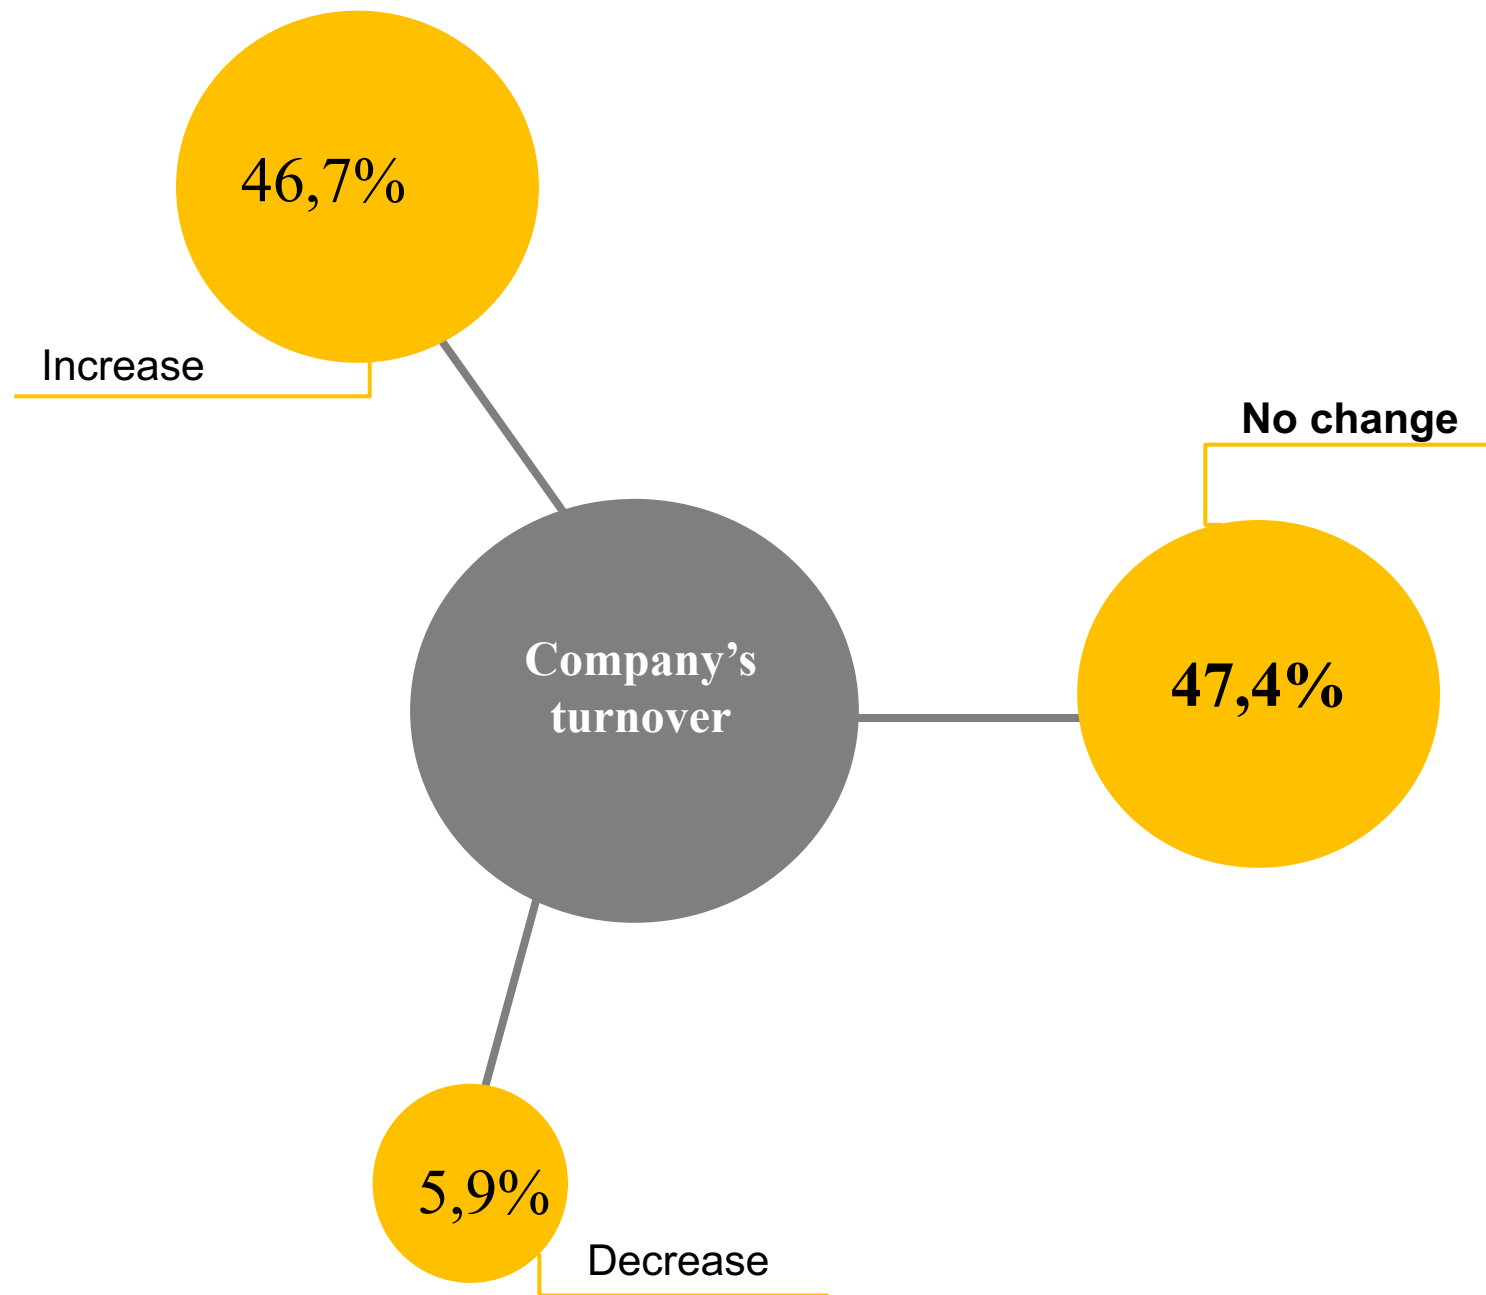 46,7%
Increase
No change
Company’s
turnover
47,4%
5,9%
Decrease